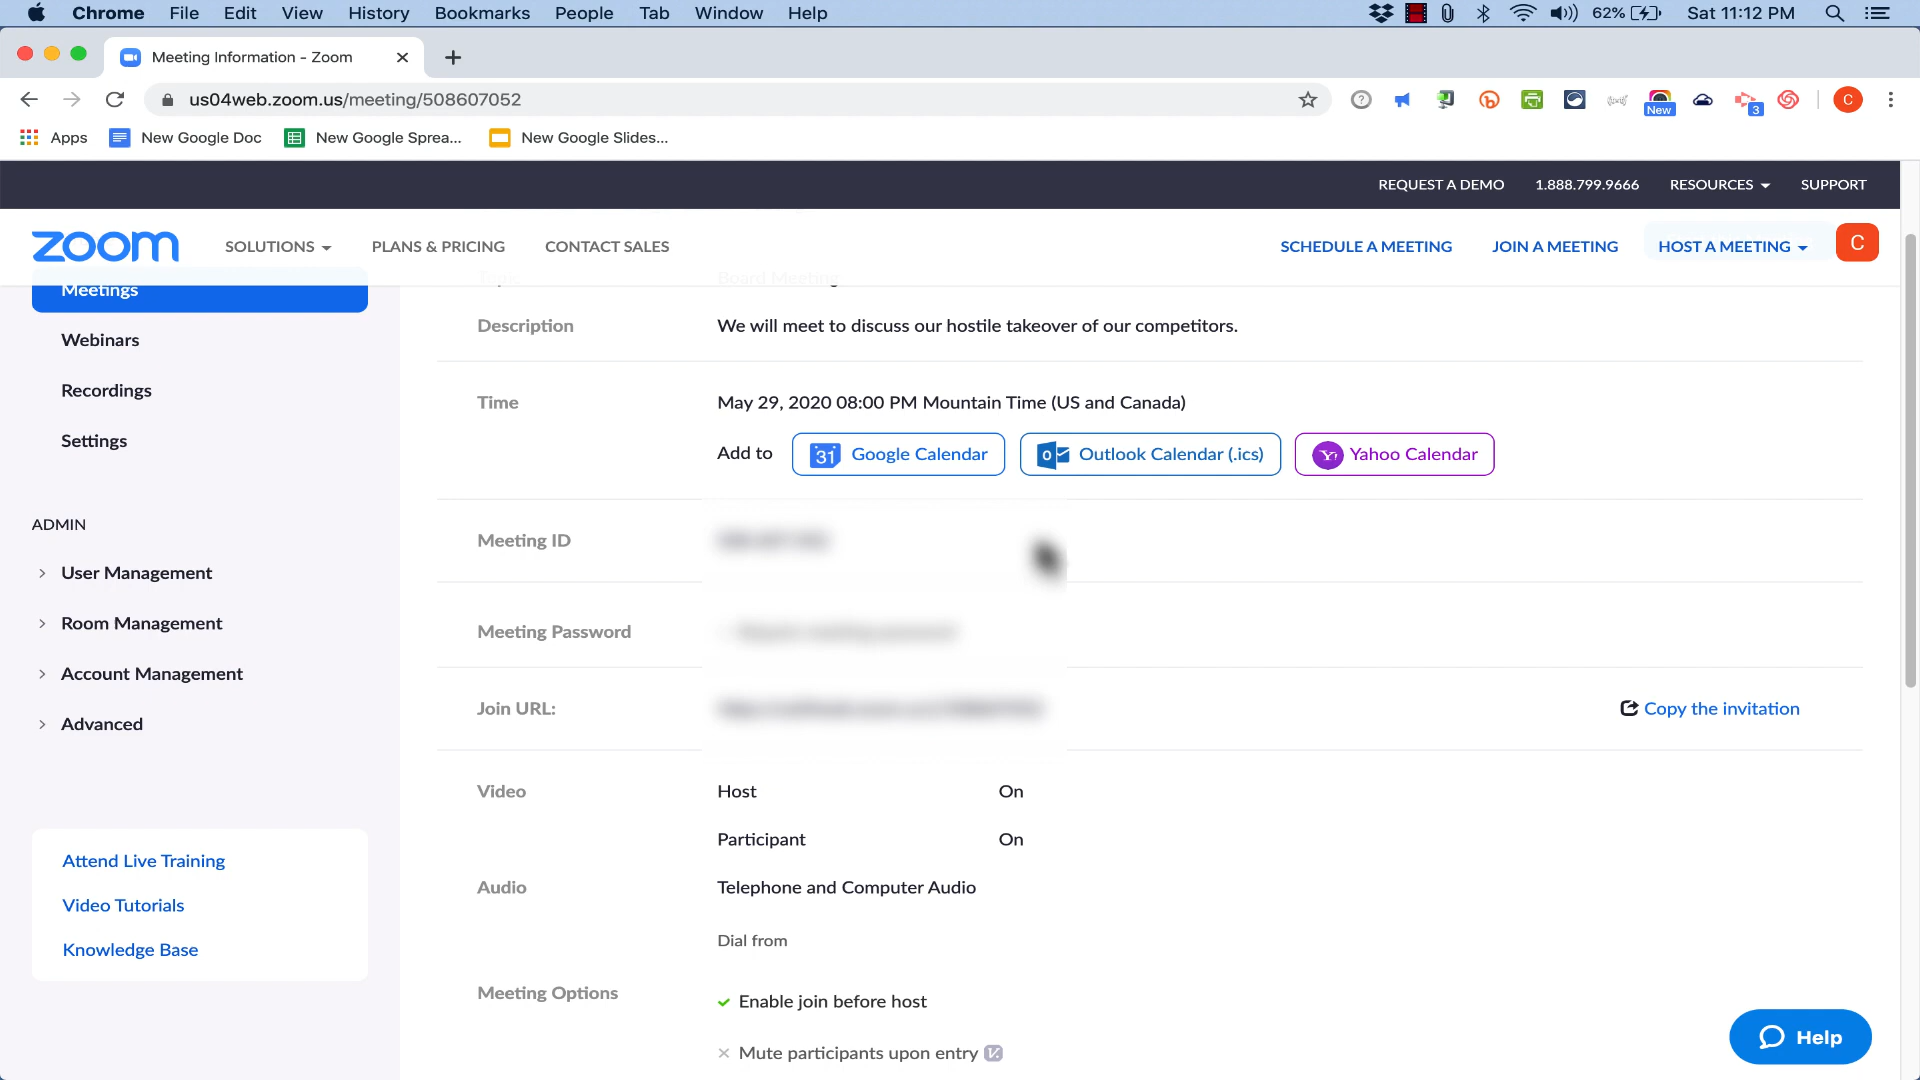 Chrome File Edit View History Bookmarks People Tab Window Help 62% Sat 11:12 PM
Meeting Information - Zoom
us04web.zoom.us/meeting/508607052
New 3 C
Apps New Google Doc New Google Sprea... New Google Slides...
REQUEST A DEMO 1.888.799.9666 RESOURCES SUPPORT
zoom SOLUTIONS PLANS & PRICING CONTACT SALES SCHEDULE A MEETING JOIN A MEETING HOST A MEETING C
Meetings
Webinars
Recordings
Settings
ADMIN
User Management
Room Management
Account Management
Advanced
Attend Live Training
Video Tutorials
Knowledge Base
Board Meeting
Description We will meet to discuss our hostile takeover of our competitors.
Time May 29, 2020 08:00 PM Mountain Time (US and Canada)
Add to 31 Google Calendar Outlook Calendar (.ics) Yahoo Calendar
Meeting ID
Meeting Password
Join URL: Copy the invitation
Video Host On
Participant On
Audio Telephone and Computer Audio
Dial from
Meeting Options Enable join before host
Mute participants upon entry
Help